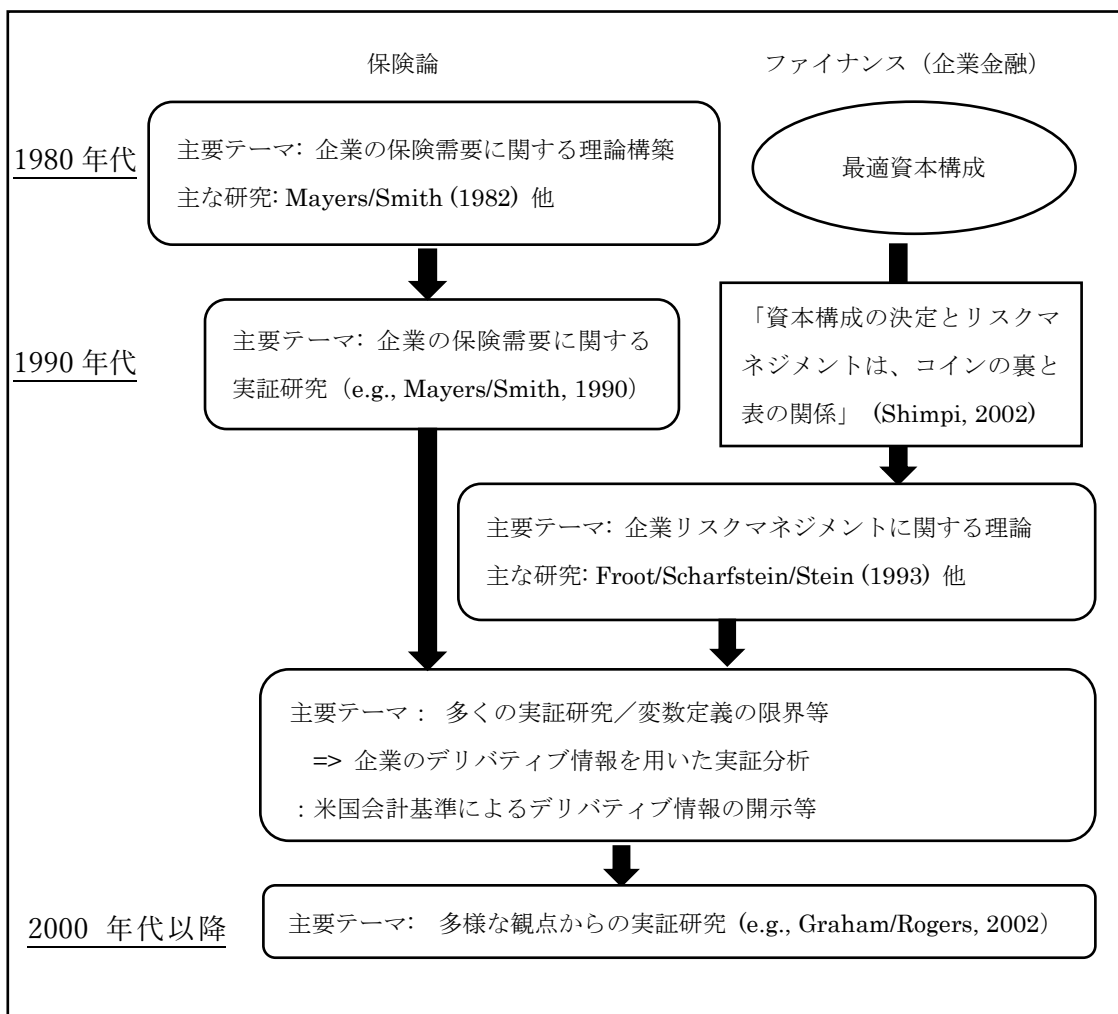 保険論
ファイナンス（企業金融）
1980 年代
主要テーマ: 企業の保険需要に関する理論構築
主な研究: Mayers/Smith (1982) 他
最適資本構成
1990 年代
主要テーマ: 企業の保険需要に関する
実証研究（e.g., Mayers/Smith, 1990）
「資本構成の決定とリスクマ
ネジメントは、コインの裏と
表の関係」 (Shimpi, 2002)
主要テーマ: 企業リスクマネジメントに関する理論
主な研究: Froot/Scharfstein/Stein (1993) 他
主要テーマ： 多くの実証研究／変数定義の限界等
=> 企業のデリバティブ情報を用いた実証分析
：米国会計基準によるデリバティブ情報の開示等
2000 年代以降
主要テーマ: 多様な観点からの実証研究 (e.g., Graham/Rogers, 2002）